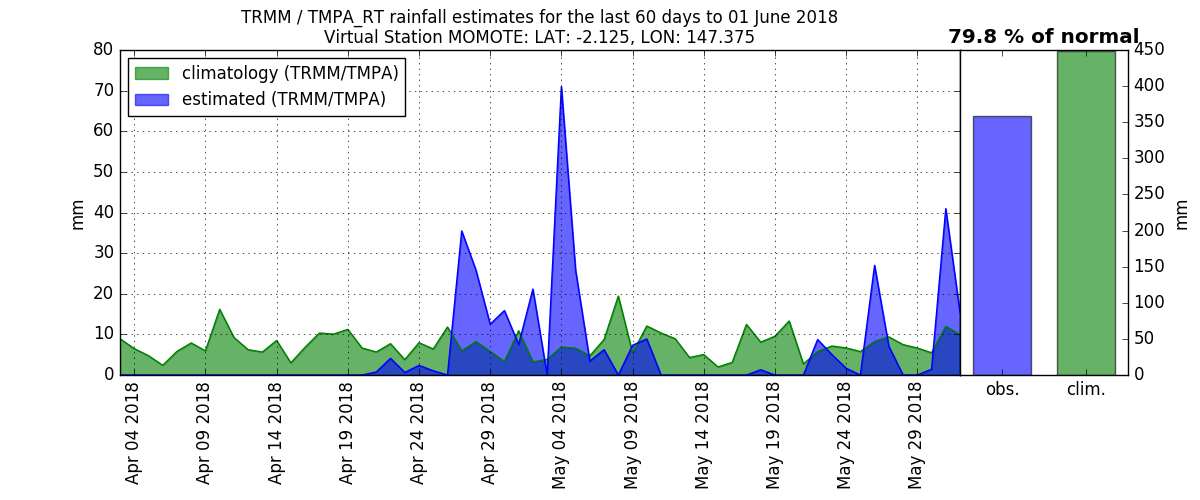 TRMM / TMPA_RT rainfall estimates for the last 60 days to 01 June 2018
Virtual Station MOMOTE: LAT: -2.125, LON: 147.375
79.8 % of normal
climatology (TRMM/TMPA)
estimated (TRMM/TMPA)
mm
80
70
60
50
40
30
20
10
0
Apr 04 2018
Apr 09 2018
Apr 14 2018
Apr 19 2018
Apr 24 2018
Apr 29 2018
May 04 2018
May 09 2018
May 14 2018
May 19 2018
May 24 2018
May 29 2018
obs.
clim.
450
400
350
300
250
200
150
100
50
0
mm